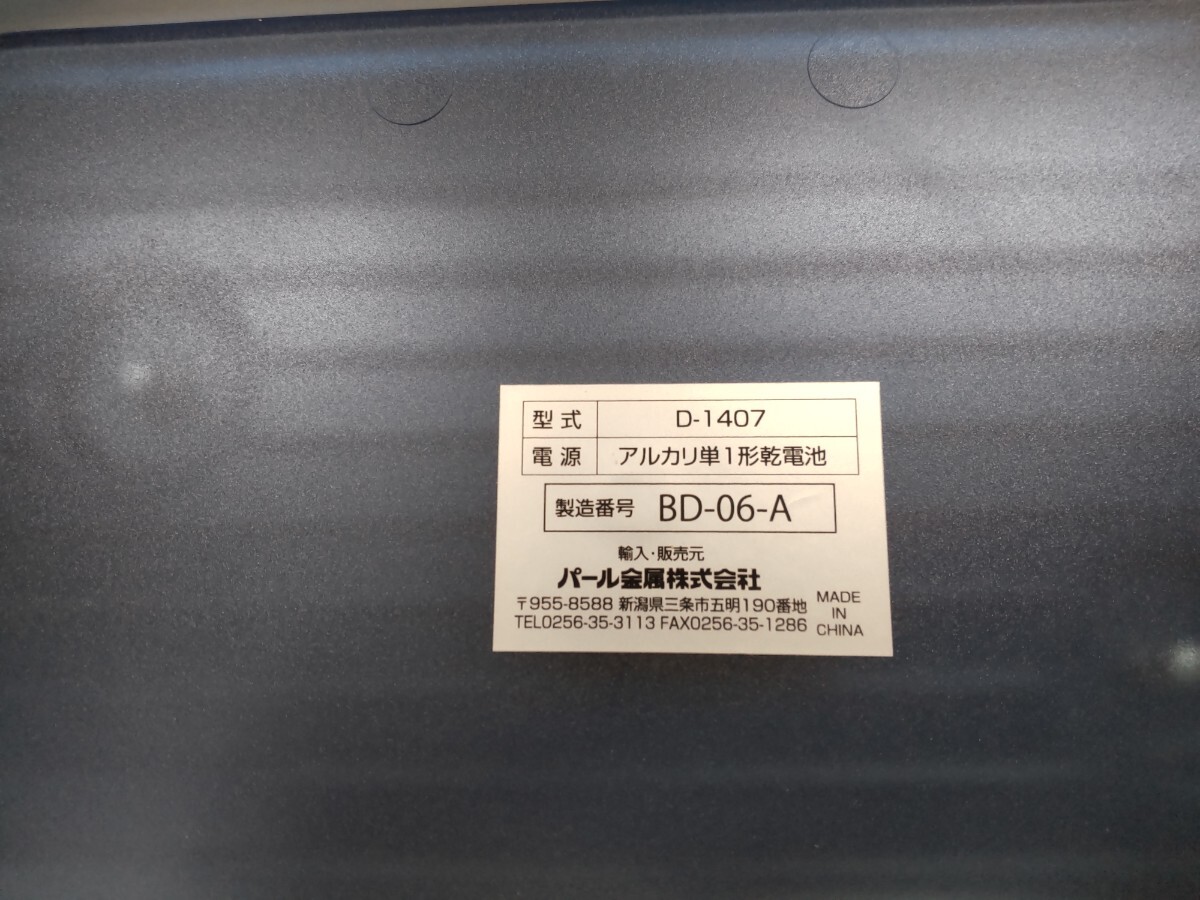 型式 D-1407
電源 アルカリ単1形乾電池
製造番号 BD-06-A
輸入・販売元
パール金属株式会社
〒955-8588 新潟県三条市五明190番地
TEL0256-35-3113 FAX0256-35-1286
MADE
IN
CHINA